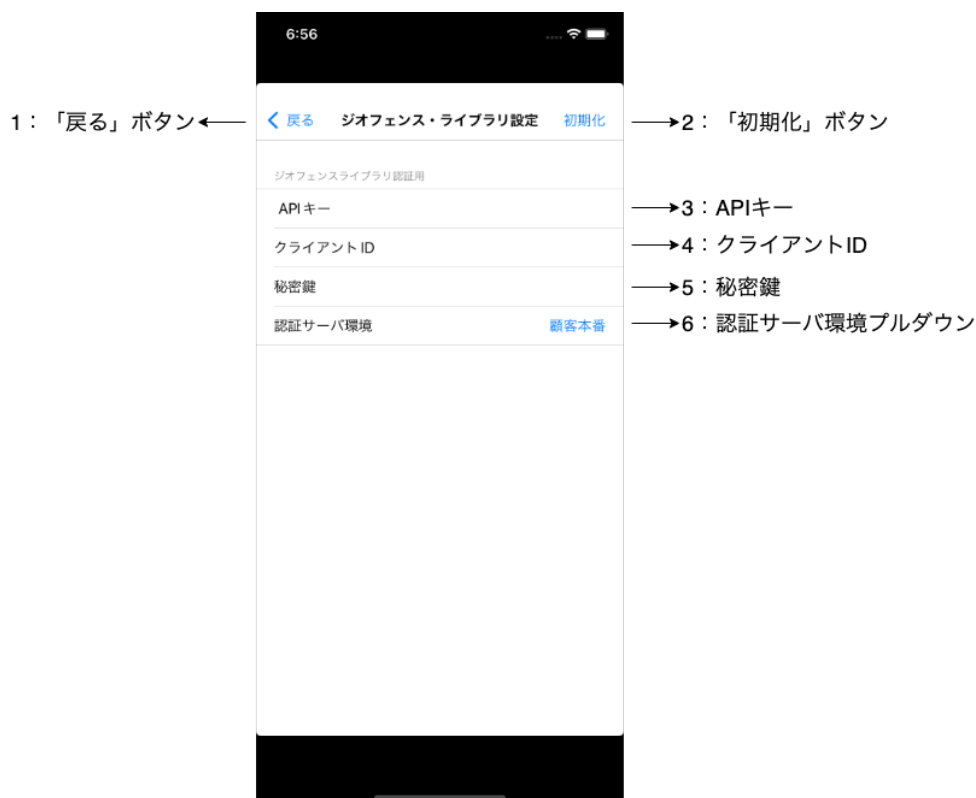 6:56
1：「戻る」ボタン
戻る ジオフェンス・ライブラリ設定 初期化
2：「初期化」ボタン
ジオフェンスライブラリ認証用
APIキー
3：APIキー
クライアントID
4：クライアントID
秘密鍵
5：秘密鍵
認証サーバ環境 顧客本番
6：認証サーバ環境プルダウン